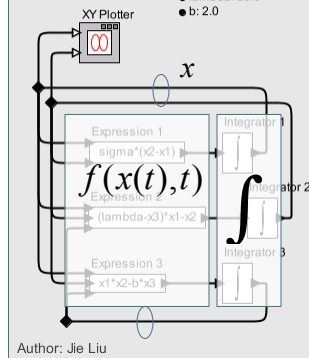 b: 2.0
XY Plotter
x
Integrator 1
Expression 1
sigma*(x2-x1)
f(x(t),t)
∫
Integrator 2
Expression 2
(lambda-x3)*x1-x2
Integrator 3
Expression 3
x1*x2-b*x3
Author: Jie Liu